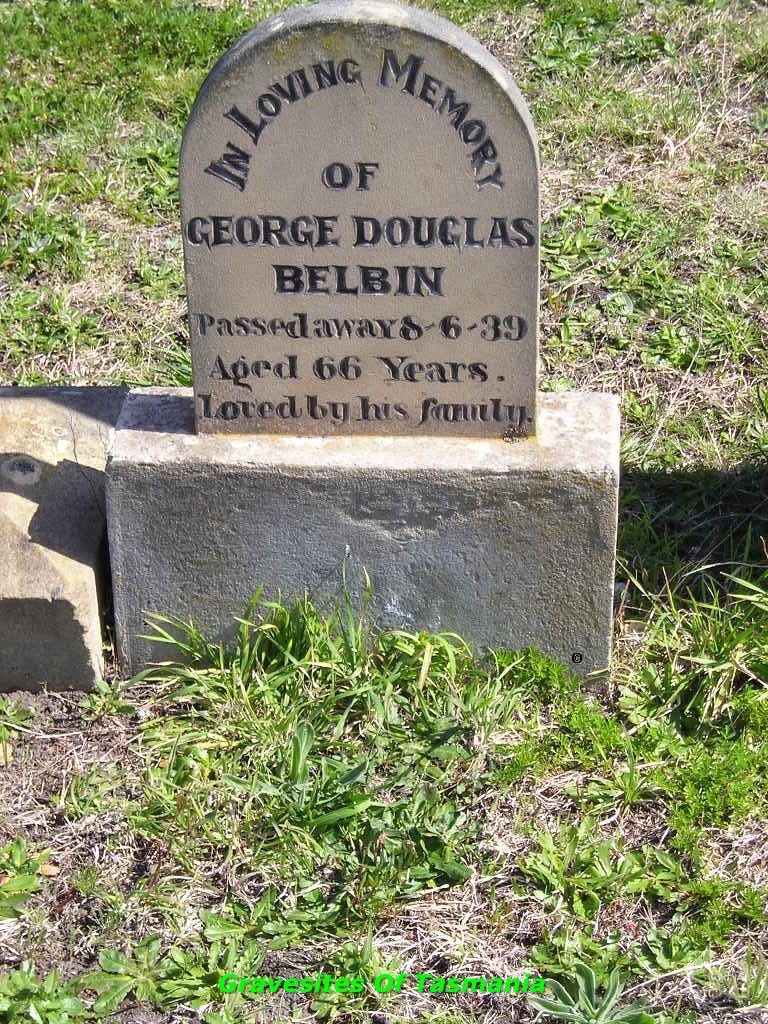 In Loving Memory
OF
GEORGE DOUGLAS
BELBIN
Passed away 8-6-39
Aged 66 Years.
Loved by his family.
Gravesites Of Tasmania